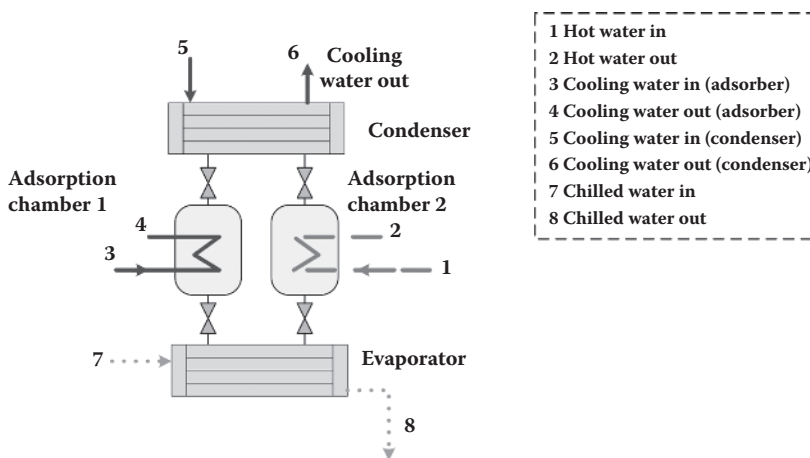 5
6
Cooling
water out
Condenser
Adsorption
chamber 1
Adsorption
chamber 2
4
3
2
1
7
Evaporator
8
1 Hot water in
2 Hot water out
3 Cooling water in (adsorber)
4 Cooling water out (adsorber)
5 Cooling water in (condenser)
6 Cooling water out (condenser)
7 Chilled water in
8 Chilled water out